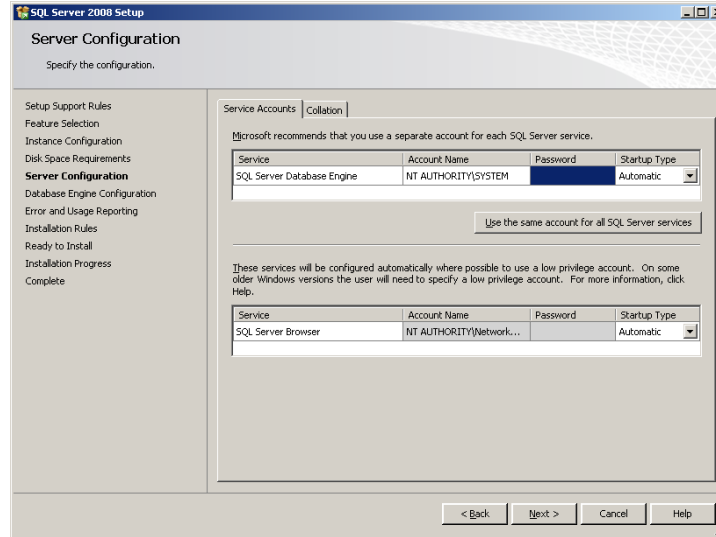 SQL Server 2008 Setup
Server Configuration
Specify the configuration.
Setup Support Rules
Feature Selection
Instance Configuration
Disk Space Requirements
Server Configuration
Database Engine Configuration
Error and Usage Reporting
Installation Rules
Ready to Install
Installation Progress
Complete
Service Accounts Collation
Microsoft recommends that you use a separate account for each SQL Server service.
Service Account Name Password Startup Type
SQL Server Database Engine NT AUTHORITY\SYSTEM Automatic
Use the same account for all SQL Server services
These services will be configured automatically where possible to use a low privilege account. On some
older Windows versions the user will need to specify a low privilege account. For more information, click
Help.
Service Account Name Password Startup Type
SQL Server Browser NT AUTHORITY\Network... Automatic
< Back Next > Cancel Help